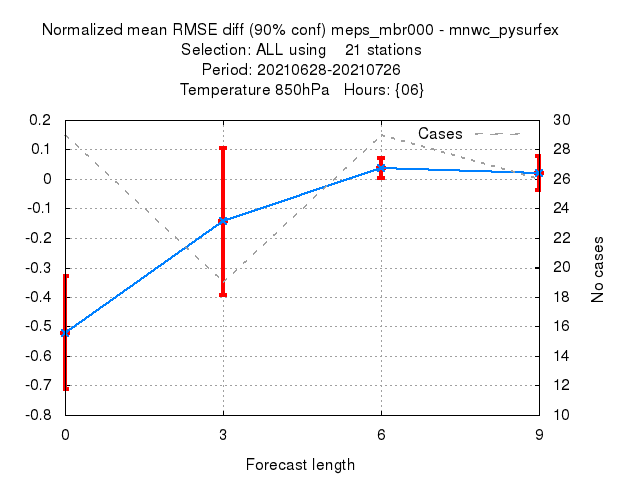 Normalized mean RMSE diff (90% conf) meps_mbr000 - mnwc_pysurfex
Selection: ALL using 21 stations
Period: 20210628-20210726
Temperature 850hPa Hours: {06}
Cases
0.2
0.1
0
-0.1
-0.2
-0.3
-0.4
-0.5
-0.6
-0.7
-0.8
30
28
26
24
22
20
18
16
14
12
10
No cases
0 3 6 9
Forecast length